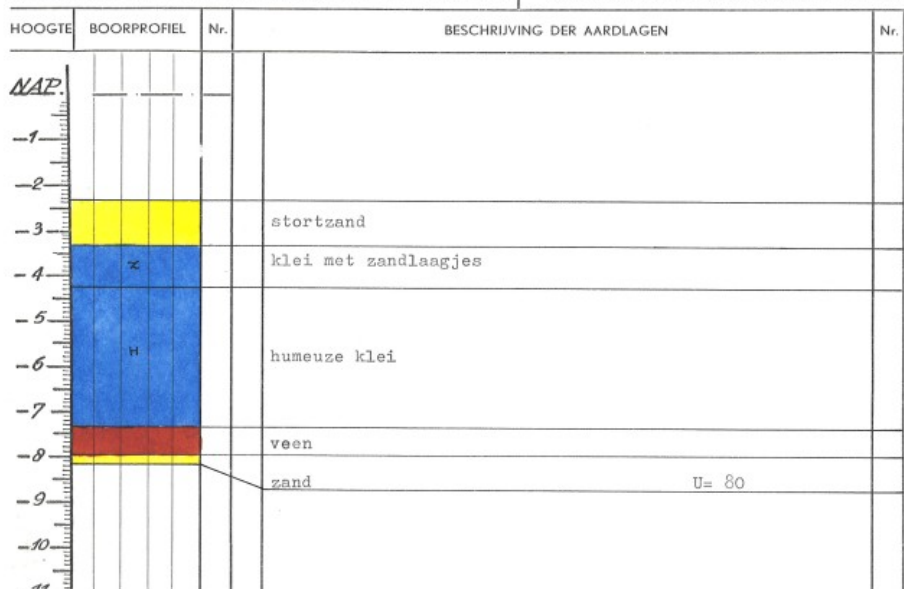 HOOGTE BOORPROFIEL Nr. BESCHRIJVING DER AARDLAGEN Nr.
NAP.
-1
-2
stortzand
-3
klei met zandlaagjes
z
-4
-5
H
humeuze klei
-6
-7
veen
-8
zand U= 80
-9
-10
-11